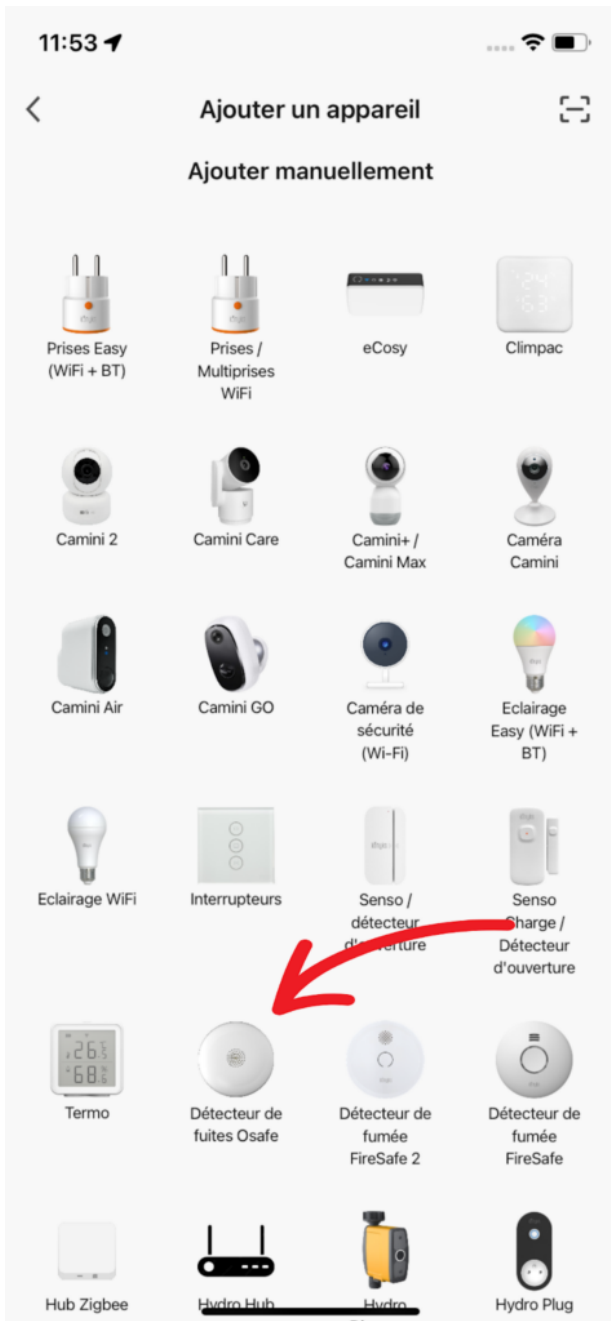 11:53
Ajouter un appareil
Ajouter manuellement
Prises Easy
(WiFi + BT)
Prises /
Multiprises
WiFi
eCosy
Climpac
Camini 2
Camini Care
Camini+ /
Camini Max
Caméra
Camini
Camini Air
Camini GO
Caméra de
sécurité
(Wi-Fi)
Eclairage
Easy (WiFi +
BT)
Eclairage WiFi
Interrupteurs
Senso /
détecteur
d'ouverture
Senso
Charge /
Détecteur
d'ouverture
Termo
Détecteur de
fuites Osafe
Détecteur de
fumée
FireSafe 2
Détecteur de
fumée
FireSafe
Hub Zigbee
Hydro Hub
Hydro
Hydro Plug